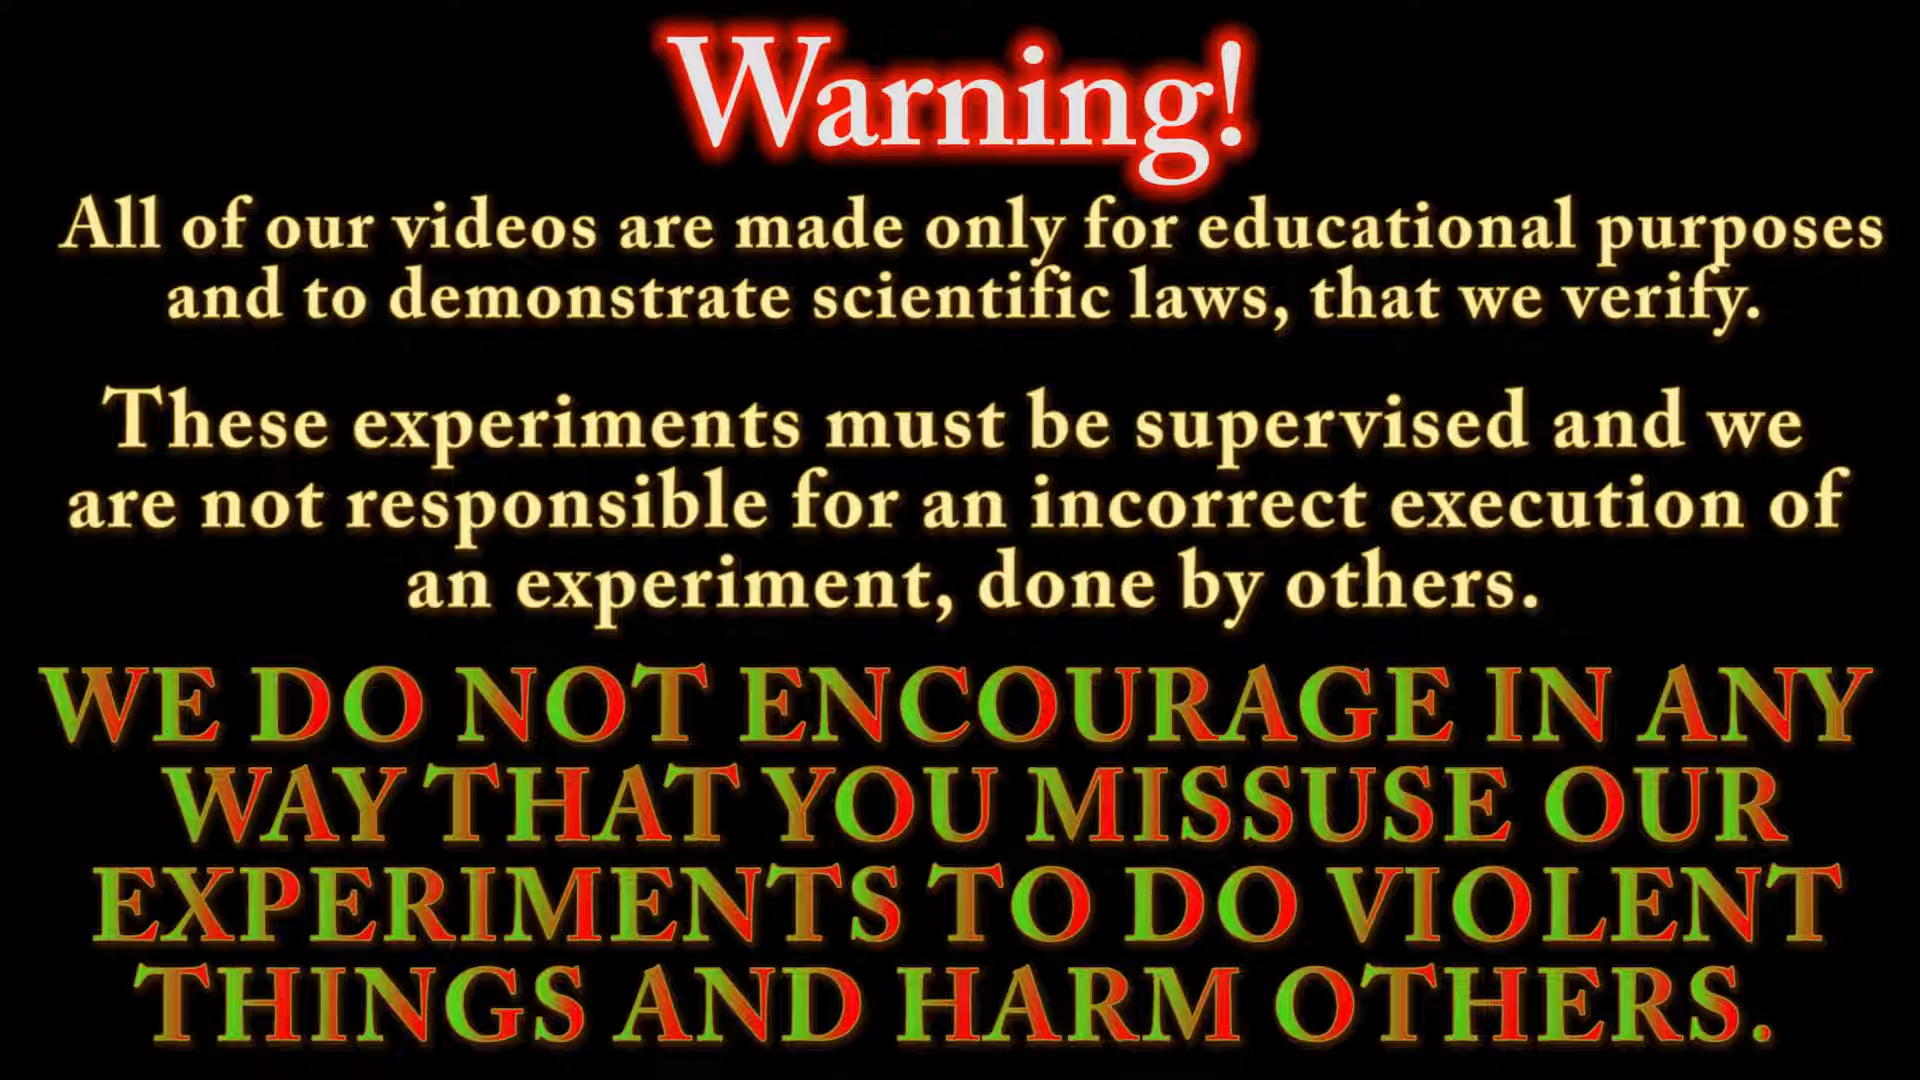 Warning!
All of our videos are made only for educational purposes
and to demonstrate scientific laws, that we verify.
These experiments must be supervised and we
are not responsible for an incorrect execution of
an experiment, done by others.
WE DO NOT ENCOURAGE IN ANY
WAY THAT YOU MISSUSE OUR
EXPERIMENTS TO DO VIOLENT
THINGS AND HARM OTHERS.